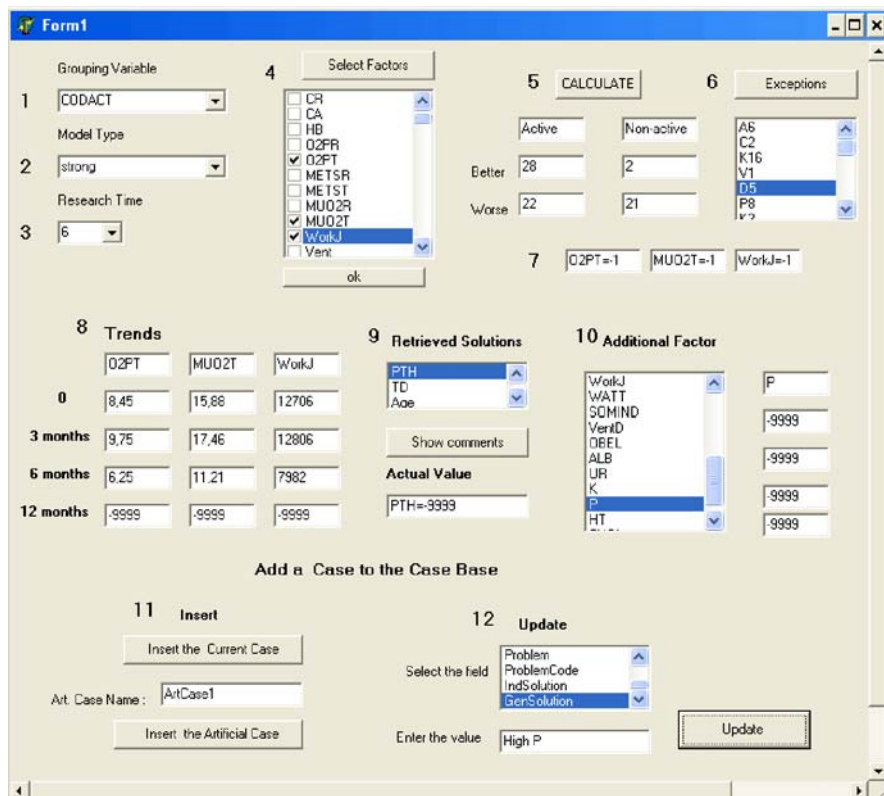 Form1
Grouping Variable
1 CODACT
Model Type
2 strong
Research Time
3 6
4 Select Factors
CR
CA
HB
O2PR
O2PT
METSR
METST
MUO2R
MUO2T
WorkJ
Vent
ok
5 CALCULATE
Active Non-active
Better 28 2
Worse 22 21
6 Exceptions
A6
C2
K16
V1
D5
P8
K2
7 O2PT=-1 MUO2T=-1 WorkJ=-1
8 Trends
O2PT MUO2T WorkJ
0 8,45 15,88 12706
3 months 9,75 17,46 12806
6 months 6,25 11,21 7982
12 months -9999 -9999 -9999
9 Retrieved Solutions
PTH
TD
Age
Show comments
Actual Value
PTH=-9999
10 Additional Factor
WorkJ
WATT
SOMIND
VentD
OBEL
ALB
UR
K
P
HT
P
-9999
-9999
-9999
-9999
Add a Case to the Case Base
11 Insert
Insert the Current Case
Art. Case Name : ArtCase1
Insert the Artificial Case
12 Update
Select the field
Problem
ProblemCode
IndSolution
GenSolution
Enter the value High P
Update